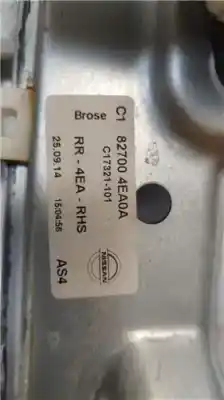 Brose C1
82700 4EA0A
C17321-101
RR - 4EA - RHS
25.09.14
15:04:56 AS4
NISSAN